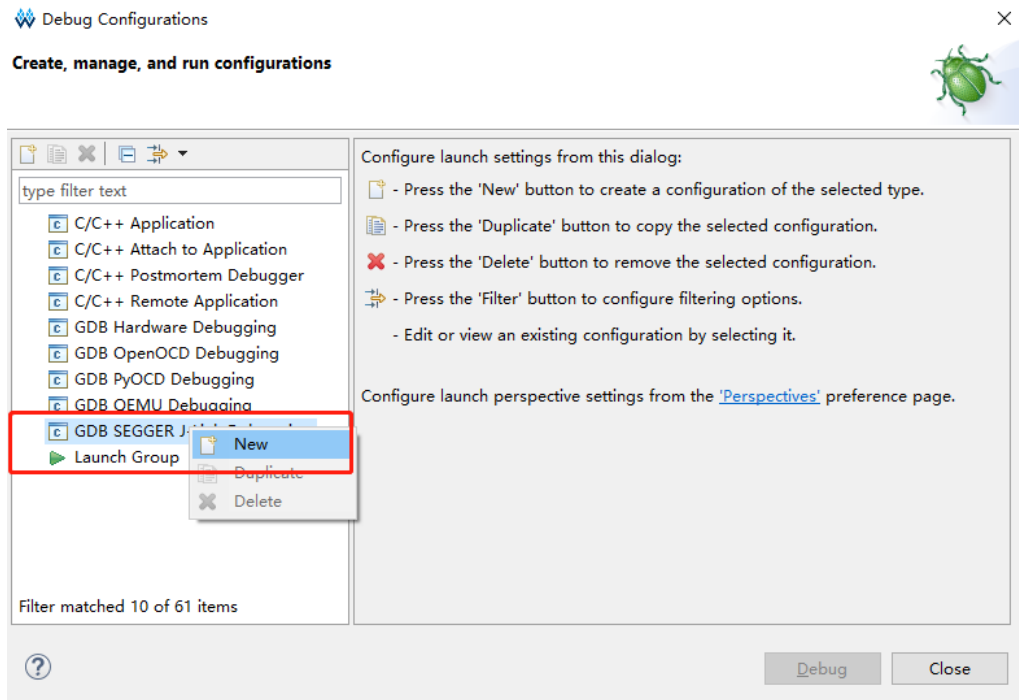 Debug Configurations
Create, manage, and run configurations
type filter text
C/C++ Application
C/C++ Attach to Application
C/C++ Postmortem Debugger
C/C++ Remote Application
GDB Hardware Debugging
GDB OpenOCD Debugging
GDB PyOCD Debugging
GDB QEMU Debugging
GDB SEGGER
Launch Group
New
Duplicate
Delete
Filter matched 10 of 61 items
Configure launch settings from this dialog:
- Press the 'New' button to create a configuration of the selected type.
- Press the 'Duplicate' button to copy the selected configuration.
- Press the 'Delete' button to remove the selected configuration.
- Press the 'Filter' button to configure filtering options.
- Edit or view an existing configuration by selecting it.
Configure launch perspective settings from the 'Perspectives' preference page.
Debug
Close